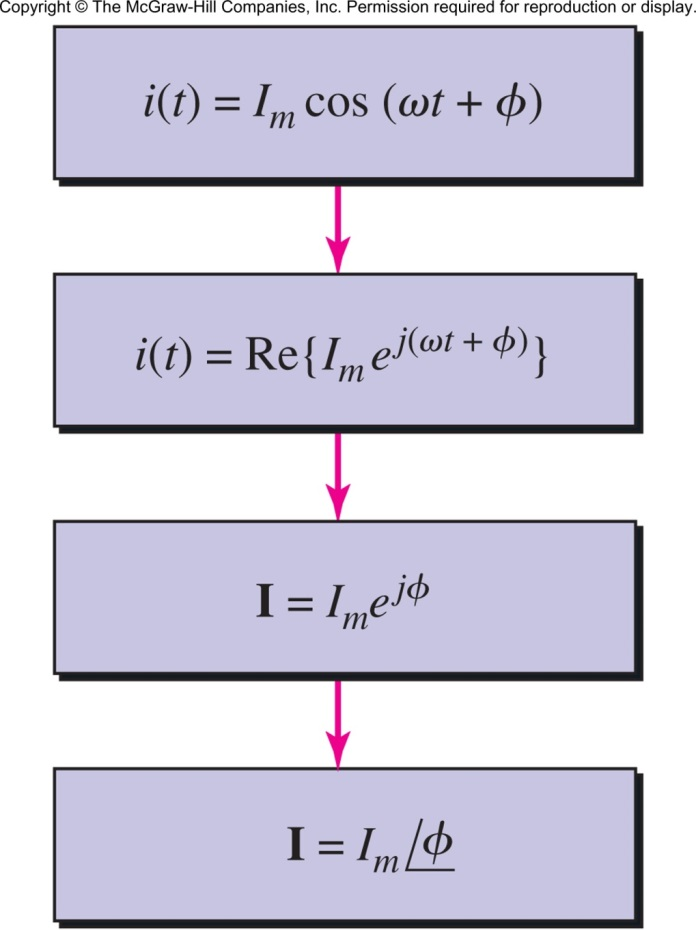 Copyright © The McGraw-Hill Companies, Inc. Permission required for reproduction or display.
i(t) = I_m cos (ωt + ϕ)
i(t) = Re{I_m e^{j(ωt + ϕ)}}
I = I_m e^{jϕ}
I = I_m∠ϕ